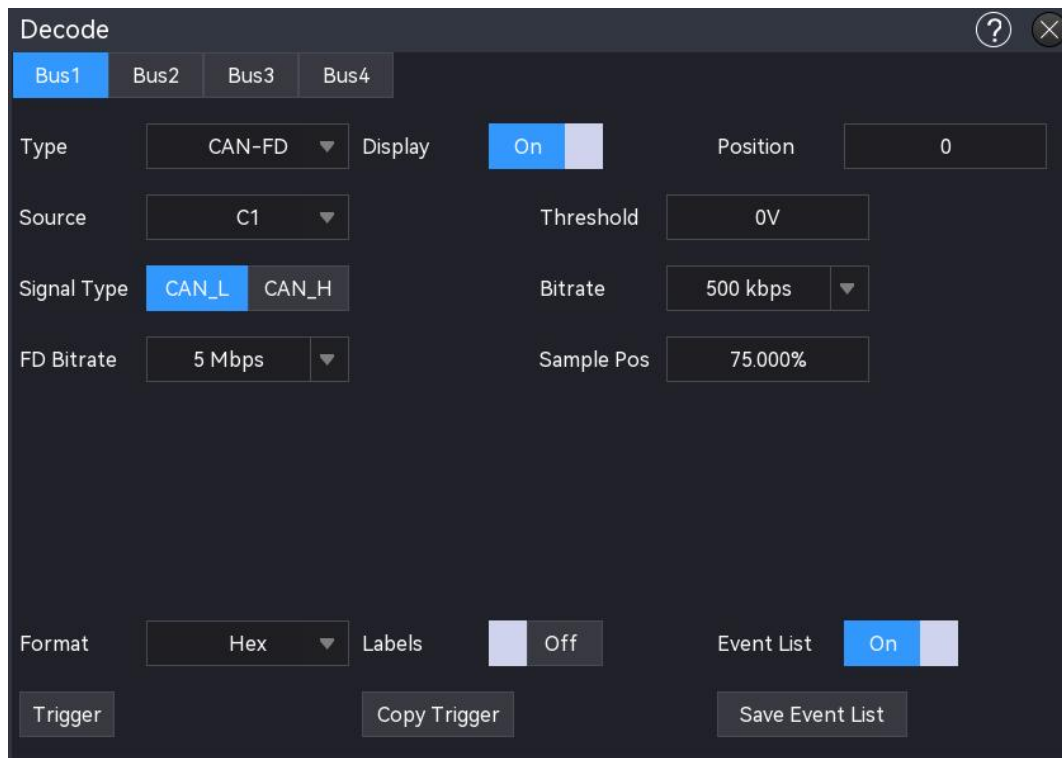 Decode ?
Bus1 Bus2 Bus3 Bus4
Type CAN-FD Display On Position 0
Source C1 Threshold 0V
Signal Type CAN_L CAN_H Bitrate 500 kbps
FD Bitrate 5 Mbps Sample Pos 75.000%
Format Hex Labels Off Event List On
Trigger Copy Trigger Save Event List